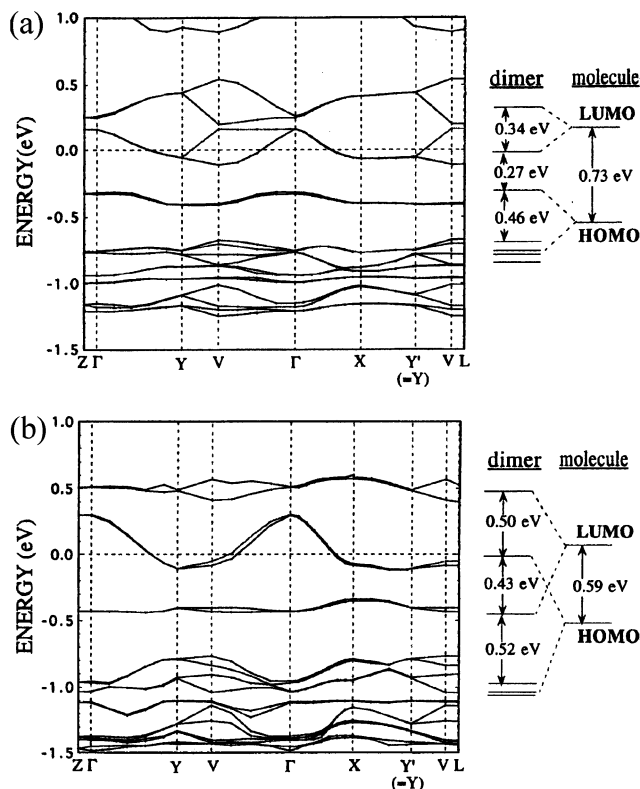 (a)
1.0
0.5
0.0
-0.5
-1.0
-1.5
ENERGY (eV)
Z Γ Y V Γ X Y' V L
(=Y)
dimer molecule
LUMO
0.34 eV
0.27 eV
0.73 eV
0.46 eV
HOMO
(b)
1.0
0.5
0.0
-0.5
-1.0
-1.5
ENERGY (eV)
Z Γ Y V Γ X Y' V L
(=Y)
dimer molecule
0.50 eV
LUMO
0.43 eV
0.59 eV
HOMO
0.52 eV